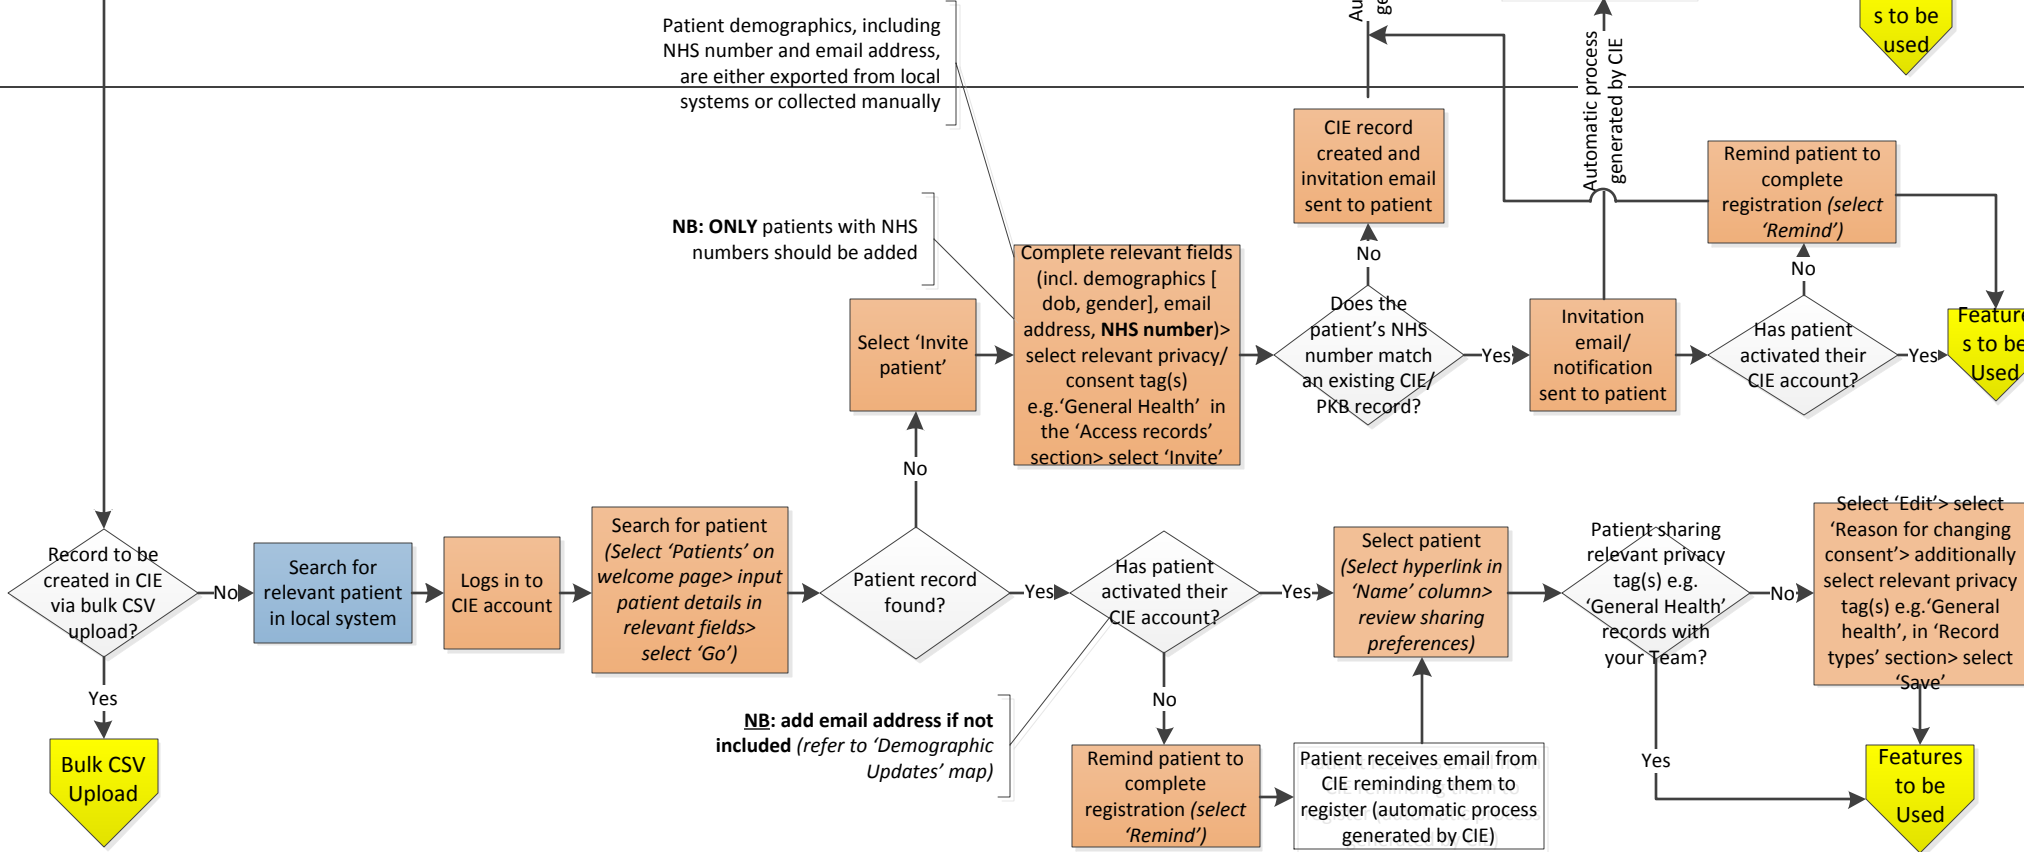 Patient demographics, including
NHS number and email address,
are either exported from local
systems or collected manually
s to be
used
Automatic process
generated by CIE
CIE record
created and
invitation email
sent to patient
Remind patient to
complete
registration (select
‘Remind’)
NB: ONLY patients with NHS
numbers should be added
No
No
Select ‘Invite
patient’
Complete relevant fields
(incl. demographics [
dob, gender], email
address, NHS number)>
select relevant privacy/
consent tag(s)
e.g.‘General Health’ in
the ‘Access records’
section> select ‘Invite’
Does the
patient’s NHS
number match
an existing CIE/
PKB record?
Yes
Invitation
email/
notification
sent to patient
Has patient
activated their
CIE account?
Yes
Feature
s to be
Used
No
Record to be
created in CIE
via bulk CSV
upload?
No
Search for
relevant patient
in local system
Logs in to
CIE account
Search for patient
(Select ‘Patients’ on
welcome page> input
patient details in
relevant fields>
select ‘Go’)
Patient record
found?
Yes
Has patient
activated their
CIE account?
Yes
Select patient
(Select hyperlink in
‘Name’ column>
review sharing
preferences)
Patient sharing
relevant privacy
tag(s) e.g.
‘General Health’
records with
your Team?
No
Select ‘Edit’> select
‘Reason for changing
consent’> additionally
select relevant privacy
tag(s) e.g.‘General
health’, in ‘Record
types’ section> select
‘Save’
Yes
Bulk CSV
Upload
NB: add email address if not
included (refer to ‘Demographic
Updates’ map)
No
Remind patient to
complete
registration (select
‘Remind’)
Patient receives email from
CIE reminding them to
register (automatic process
generated by CIE)
Yes
Features
to be
Used